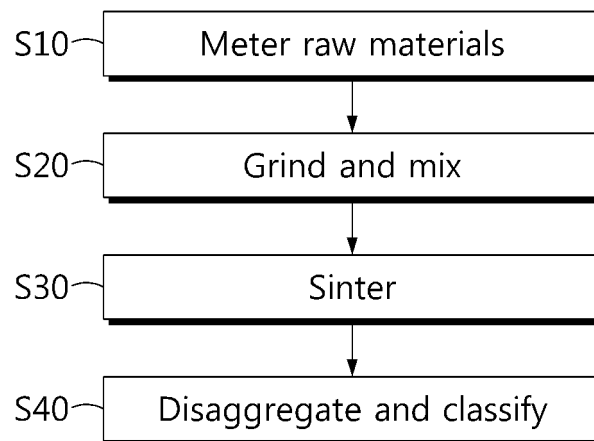 S10 Meter raw materials
S20 Grind and mix
S30 Sinter
S40 Disaggregate and classify